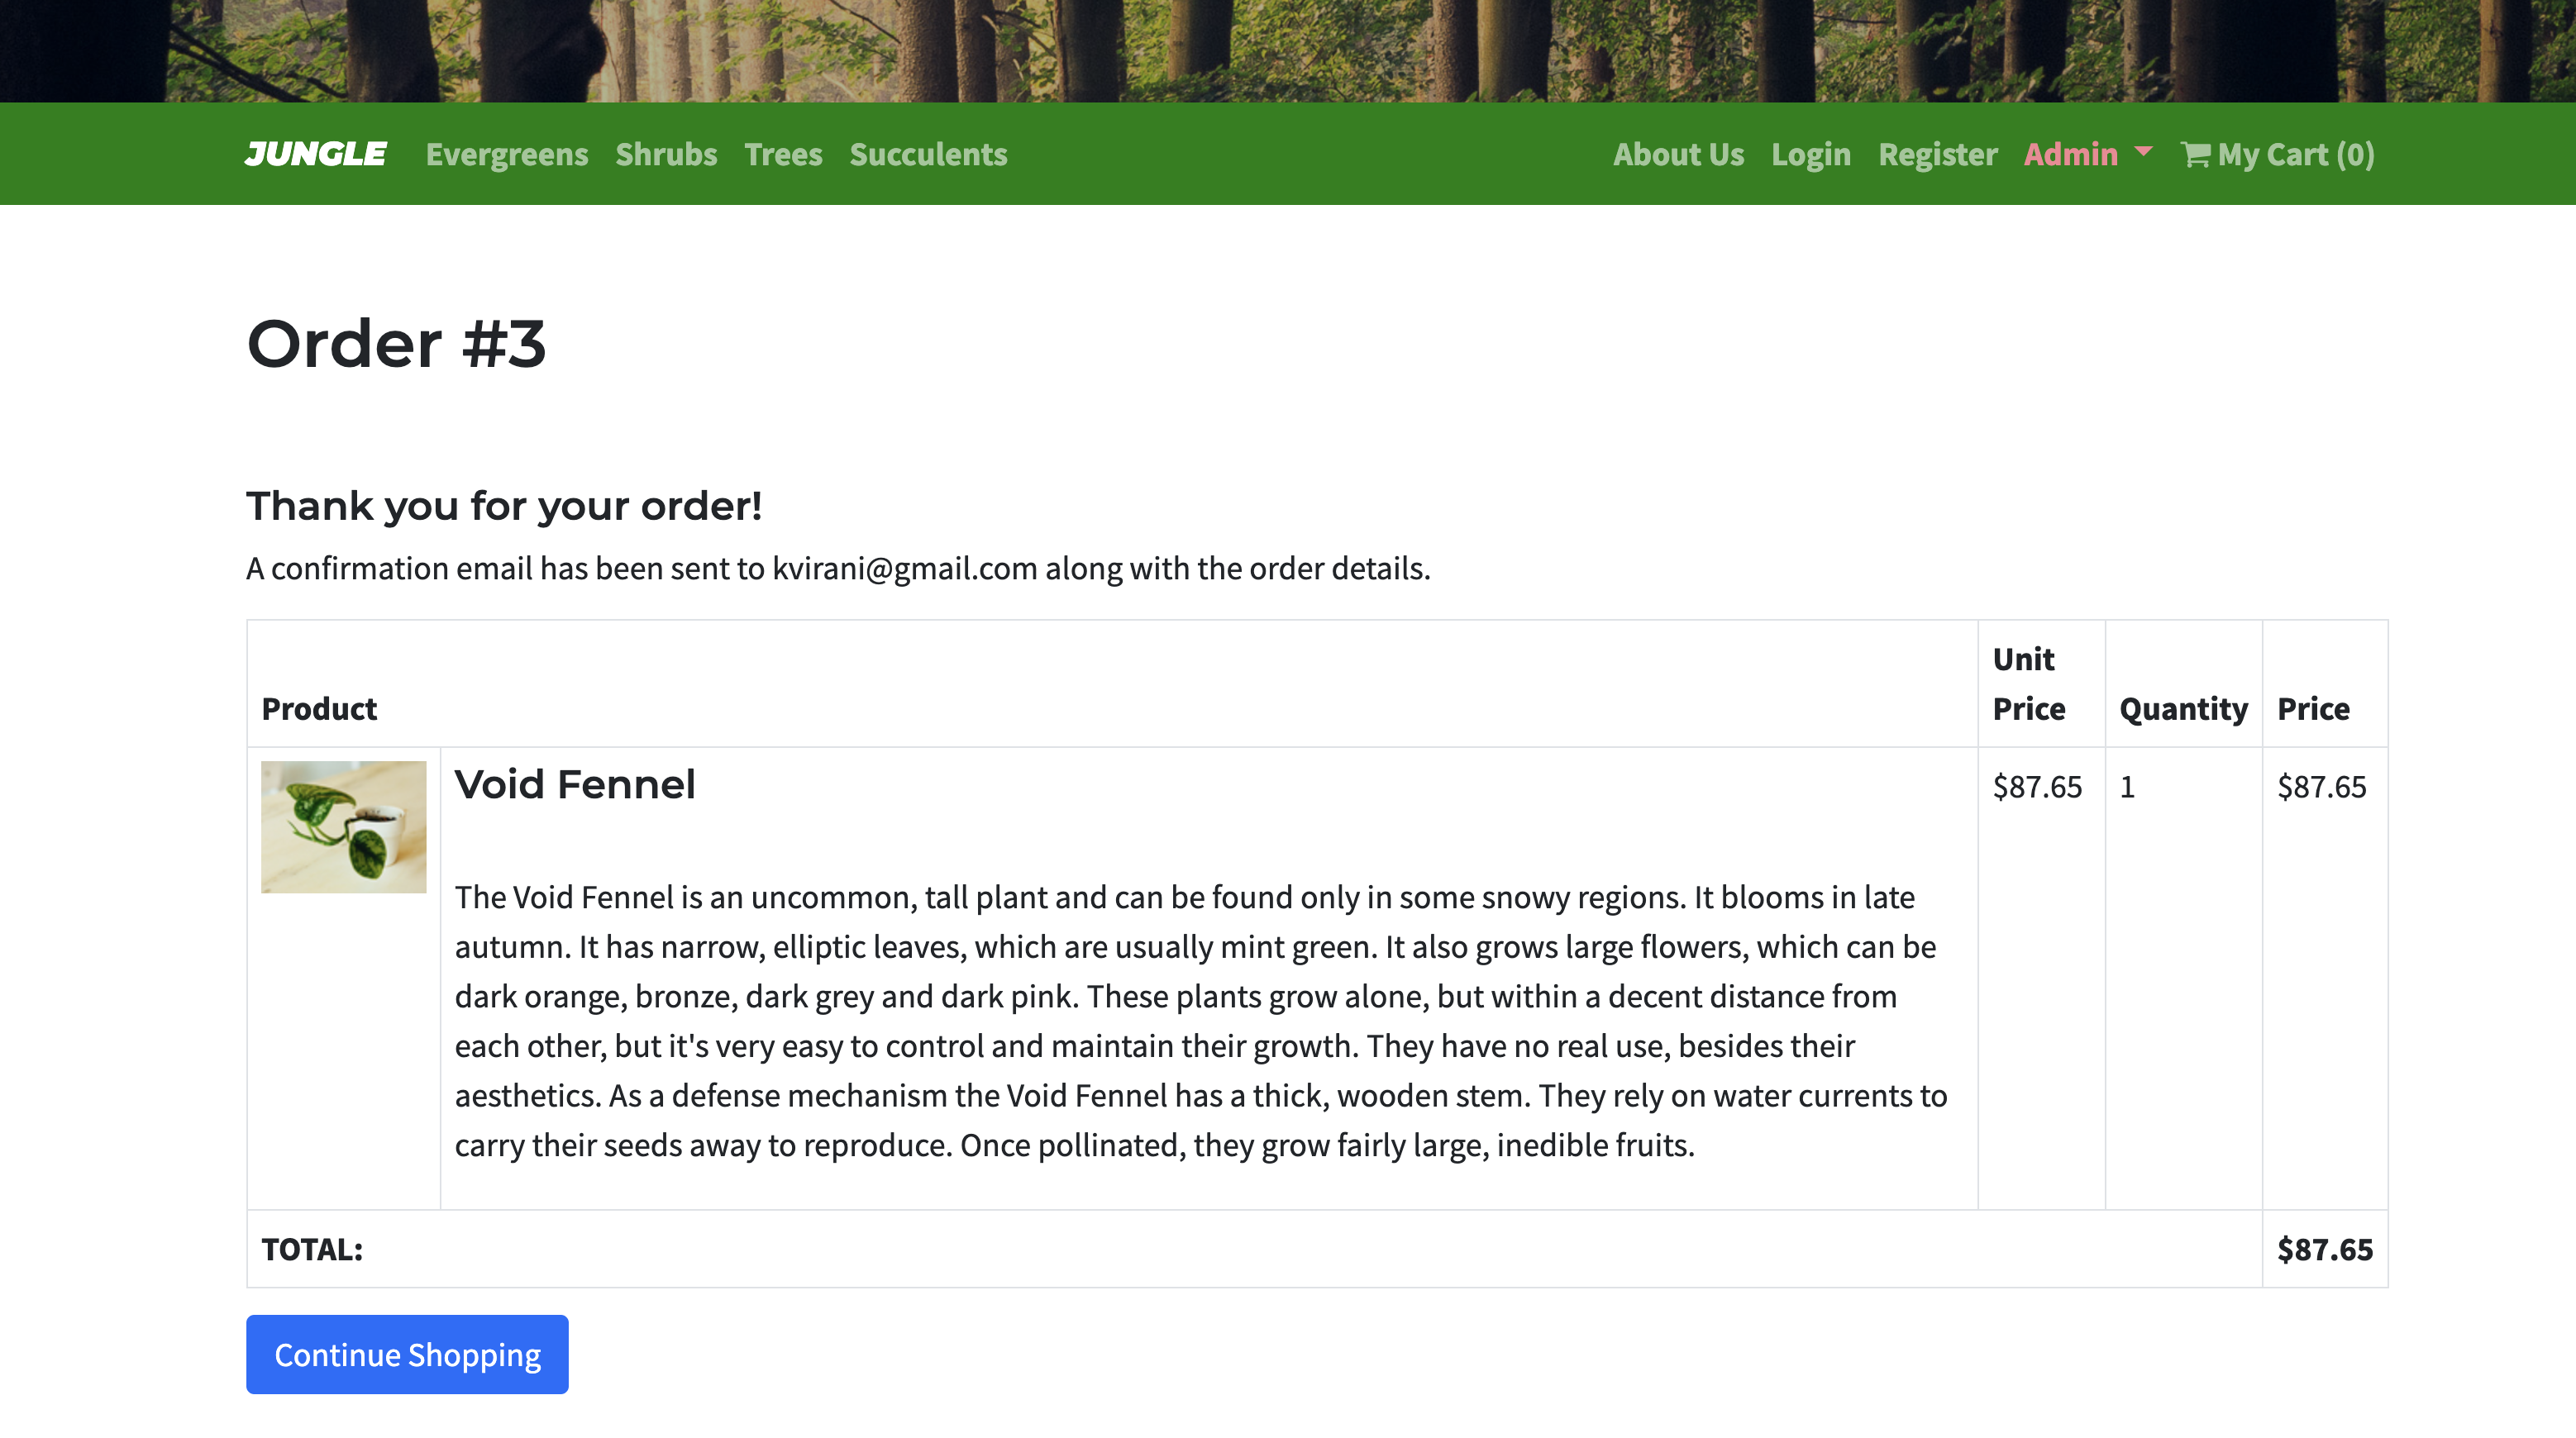 JUNGLE Evergreens Shrubs Trees Succulents About Us Login Register Admin My Cart (0)
Order #3
Thank you for your order!
A confirmation email has been sent to kvirani@gmail.com along with the order details.
Product Unit Price Quantity Price
Void Fennel $87.65 1 $87.65
The Void Fennel is an uncommon, tall plant and can be found only in some snowy regions. It blooms in late
autumn. It has narrow, elliptic leaves, which are usually mint green. It also grows large flowers, which can be
dark orange, bronze, dark grey and dark pink. These plants grow alone, but within a decent distance from
each other, but it's very easy to control and maintain their growth. They have no real use, besides their
aesthetics. As a defense mechanism the Void Fennel has a thick, wooden stem. They rely on water currents to
carry their seeds away to reproduce. Once pollinated, they grow fairly large, inedible fruits.
TOTAL: $87.65
Continue Shopping